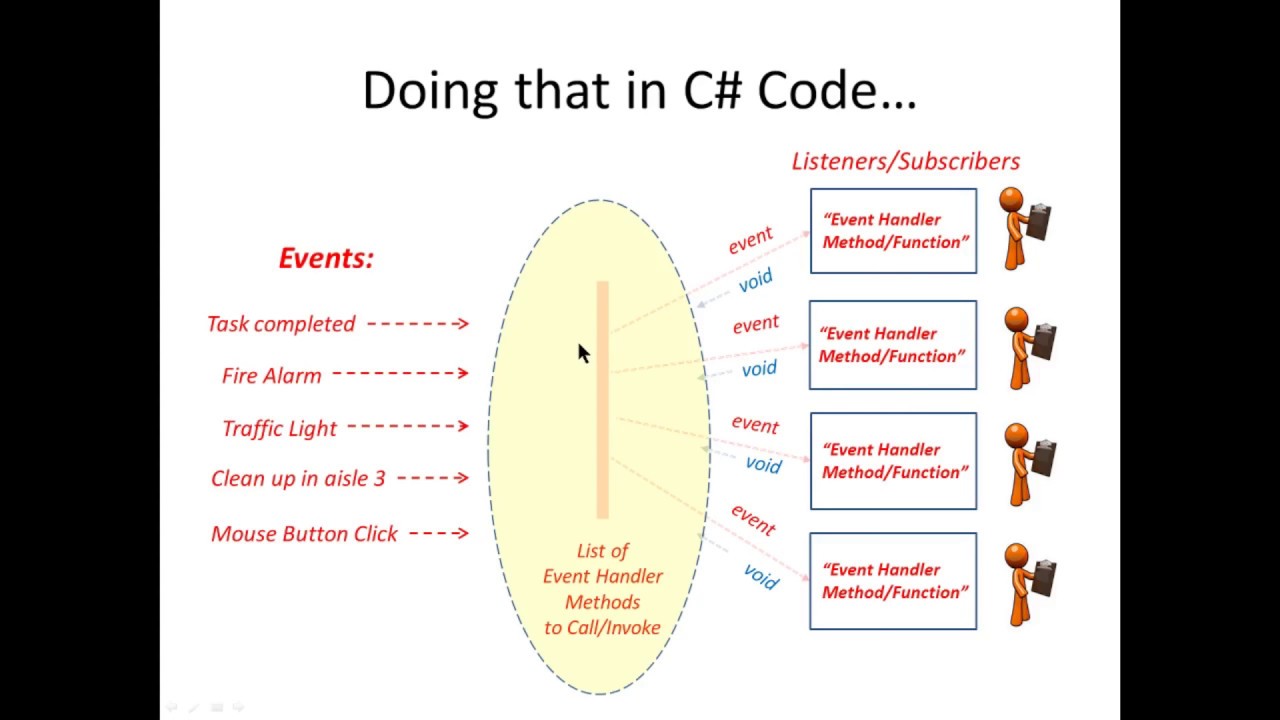 Doing that in C# Code...
Listeners/Subscribers
Events:
Task completed
Fire Alarm
Traffic Light
Clean up in aisle 3
Mouse Button Click
List of
Event Handler
Methods
to Call/Invoke
event
void
“Event Handler
Method/Function”
event
void
“Event Handler
Method/Function”
event
void
“Event Handler
Method/Function”
event
void
“Event Handler
Method/Function”